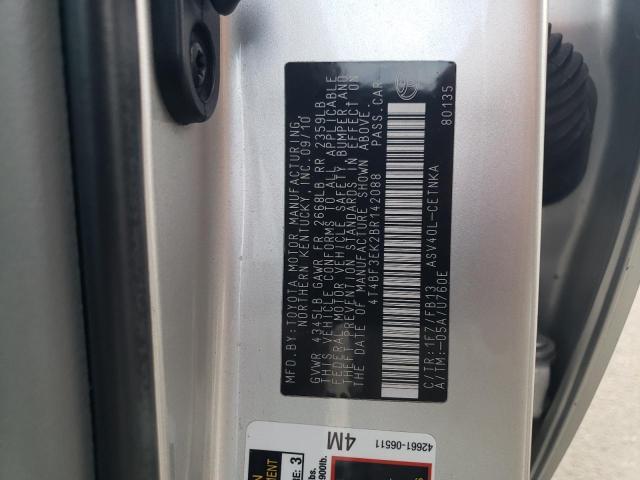 MFD. BY: TOYOTA MOTOR MANUFACTURING,
NORTHERN KENTUCKY, INC. 09/10
GVWR 4345LB GAWR FR 2668LB RR 2359LB
THIS VEHICLE CONFORMS TO ALL APPLICABLE
FEDERAL MOTOR VEHICLE SAFETY, BUMPER, AND
THEFT PREVENTION STANDARDS IN EFFECT ON
THE DATE OF MANUFACTURE SHOWN ABOVE.
4T4BF3EK2BR142088 PASS. CAR
C/TR: 1FZ/FB13 ASV40L-CETNKA
A/TM:-05A/U760E 80135
4M 42661-06511